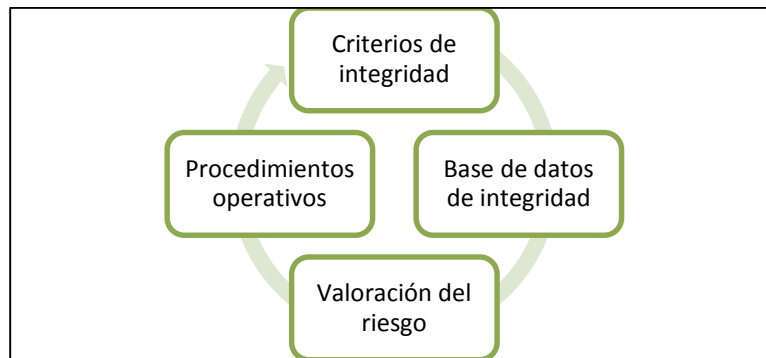 Criterios de
integridad
Procedimientos
operativos
Base de datos
de integridad
Valoración del
riesgo